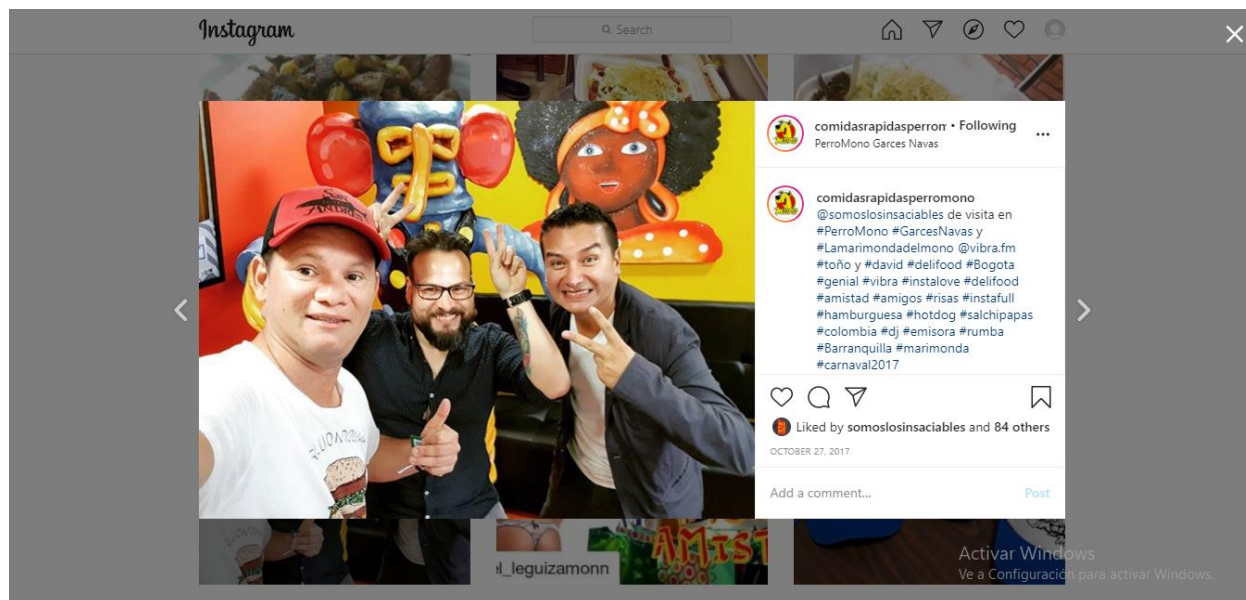 Instagram
Search
comidasrapidasperrom • Following
PerroMono Garces Navas
comidasrapidasperromono
@somoslosinsaciables de visita en
#PerroMono #GarcesNavas y
#Lamarimondadelmono @vibra.fm
#toño y #david #delifood #Bogota
#genial #vibra #instalove #delifood
#amistad #amigos #risas #instafull
#hamburguesa #hotdog #salchipapas
#colombia #dj #emisora #rumba
#Barranquilla #marimonda
#carnaval2017
Liked by somoslosinsaciables and 84 others
OCTOBER 27, 2017
Add a comment...
Post
el_leguizamonn
AMIST
Activar Windows
Ve a Configuración para activar Windows.